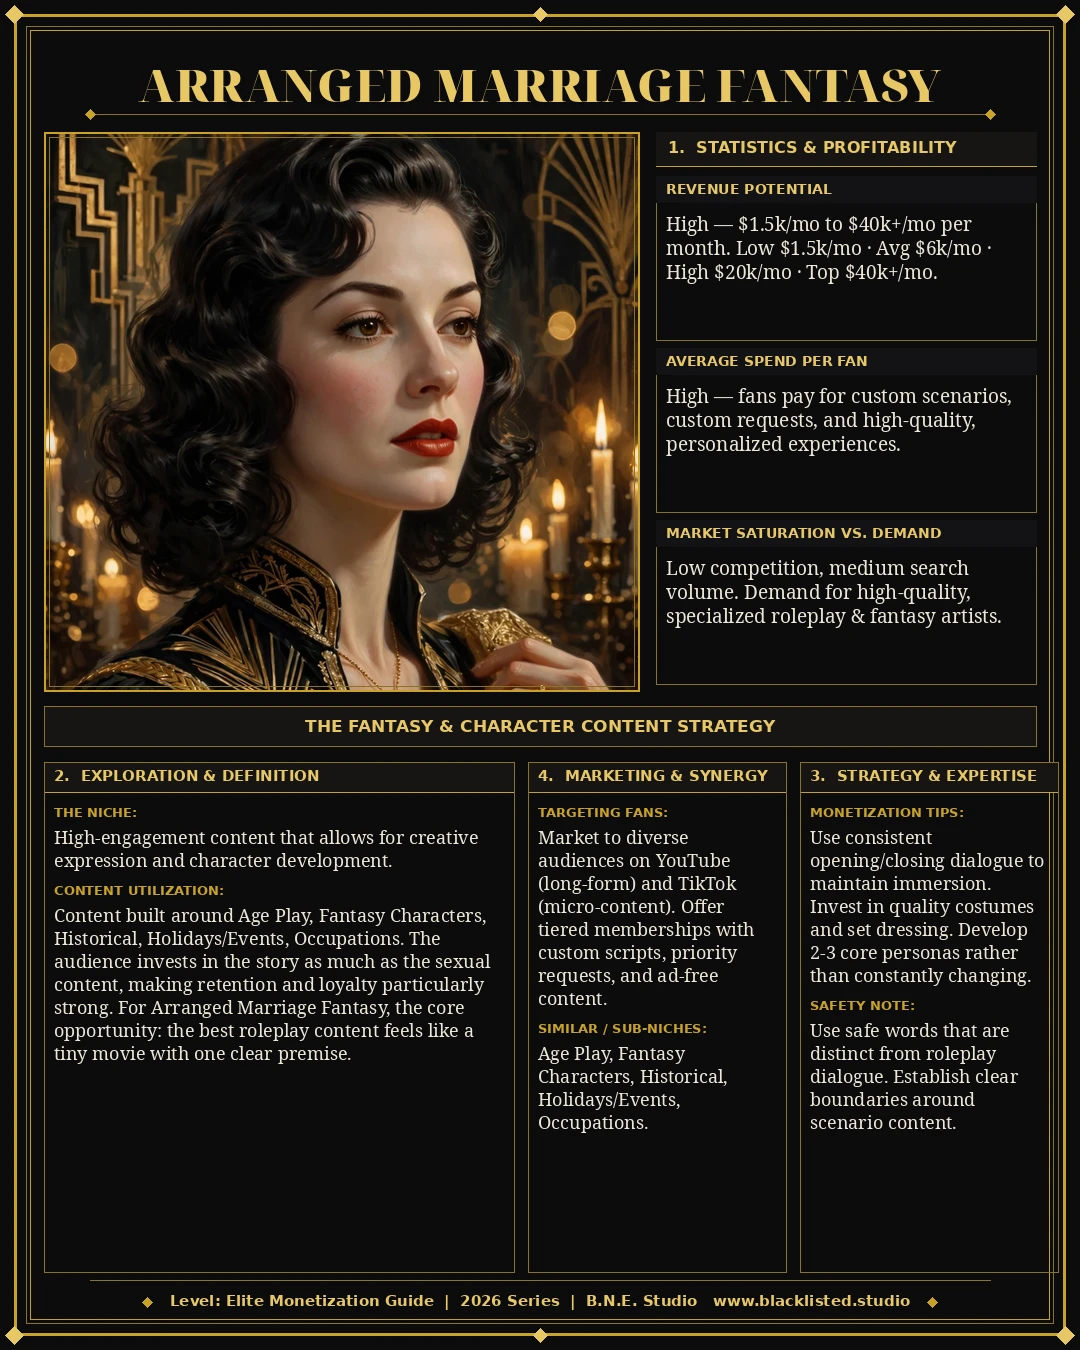 ARRANGED MARRIAGE FANTASY
1. STATISTICS & PROFITABILITY
REVENUE POTENTIAL
High — $1.5k/mo to $40k+/mo per
month. Low $1.5k/mo · Avg $6k/mo ·
High $20k/mo · Top $40k+/mo.
AVERAGE SPEND PER FAN
High — fans pay for custom scenarios,
custom requests, and high-quality,
personalized experiences.
MARKET SATURATION VS. DEMAND
Low competition, medium search
volume. Demand for high-quality,
specialized roleplay & fantasy artists.
THE FANTASY & CHARACTER CONTENT STRATEGY
2. EXPLORATION & DEFINITION
THE NICHE:
High-engagement content that allows for creative
expression and character development.
CONTENT UTILIZATION:
Content built around Age Play, Fantasy Characters,
Historical, Holidays/Events, Occupations. The
audience invests in the story as much as the sexual
content, making retention and loyalty particularly
strong. For Arranged Marriage Fantasy, the core
opportunity: the best roleplay content feels like a
tiny movie with one clear premise.
4. MARKETING & SYNERGY
TARGETING FANS:
Market to diverse
audiences on YouTube
(long-form) and TikTok
(micro-content). Offer
tiered memberships with
custom scripts, priority
requests, and ad-free
content.
SIMILAR / SUB-NICHES:
Age Play, Fantasy
Characters, Historical,
Holidays/Events,
Occupations.
3. STRATEGY & EXPERTISE
MONETIZATION TIPS:
Use consistent
opening/closing dialogue to
maintain immersion.
Invest in quality costumes
and set dressing. Develop
2-3 core personas rather
than constantly changing.
SAFETY NOTE:
Use safe words that are
distinct from roleplay
dialogue. Establish clear
boundaries around
scenario content.
Level: Elite Monetization Guide | 2026 Series | B.N.E. Studio www.blacklisted.studio